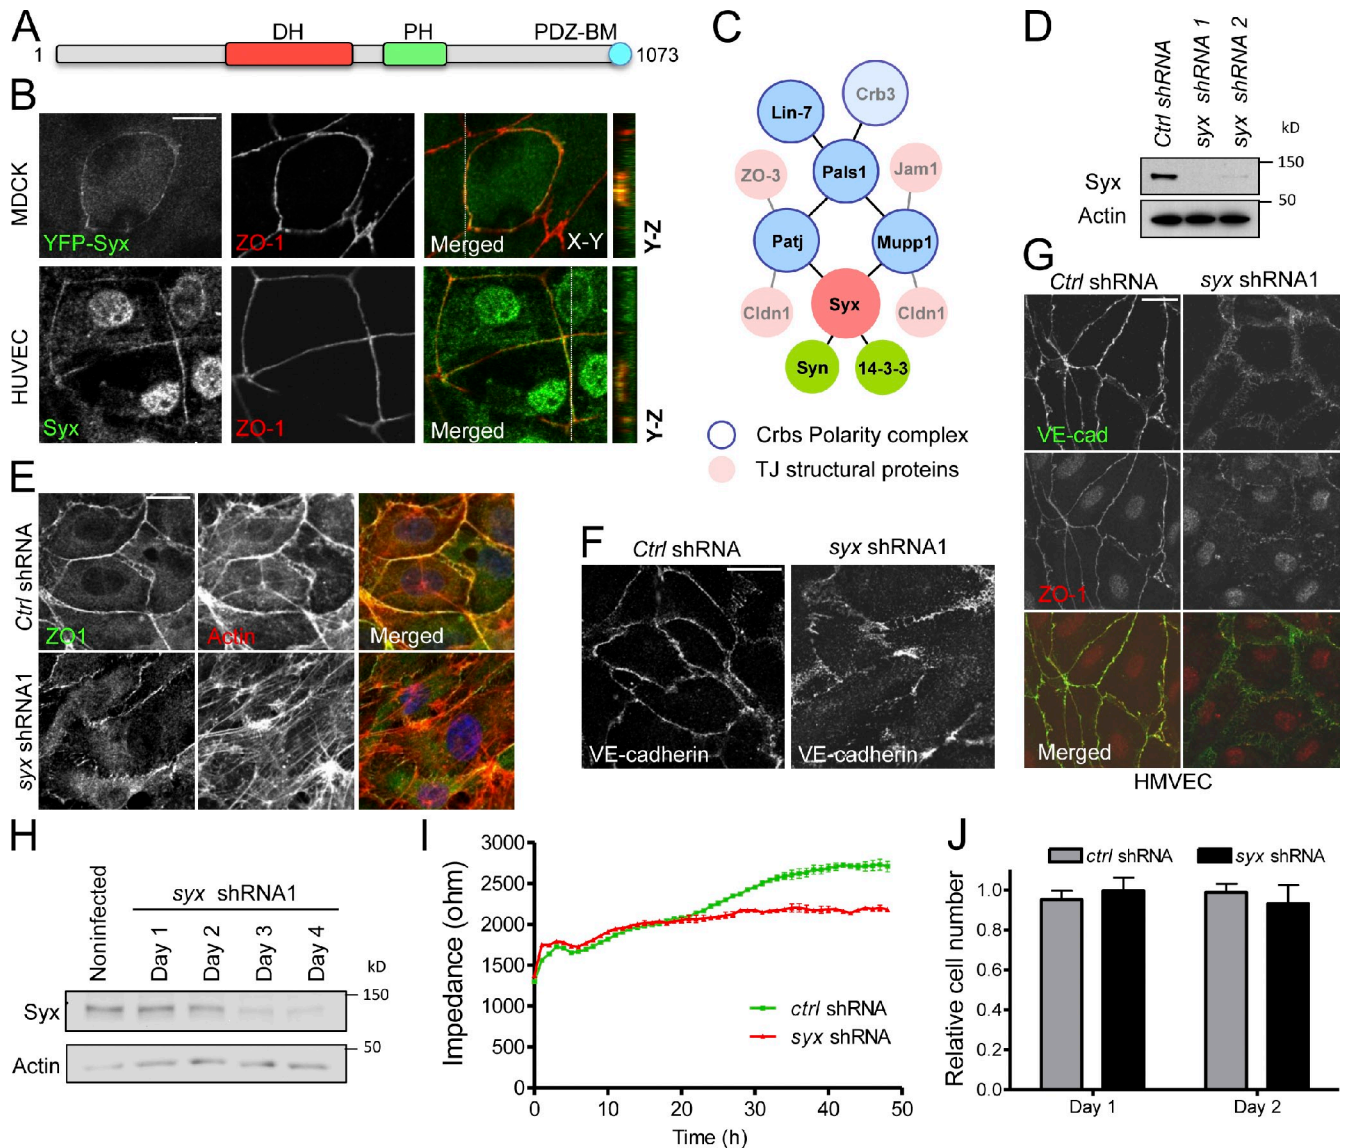 A
DH
PH
PDZ-BM
1
1073
B
MDCK
YFP-Syx
ZO-1
Merged
X-Y
Y-Z
HUVEC
Syx
ZO-1
Merged
Y-Z
C
Lin-7
Crb3
ZO-3
Pals1
Jam1
Patj
Mupp1
Cldn1
Syx
Cldn1
Syn
14-3-3
Crbs Polarity complex
TJ structural proteins
D
Ctrl shRNA
syx shRNA 1
syx shRNA 2
kD
Syx
150
50
Actin
E
Ctrl shRNA
ZO1
Actin
Merged
syx shRNA1
F
Ctrl shRNA
syx shRNA1
VE-cadherin
VE-cadherin
G
Ctrl shRNA
syx shRNA1
VE-cad
ZO-1
Merged
HMVEC
H
Noninfected
syx shRNA1
Day 1
Day 2
Day 3
Day 4
kD
Syx
150
50
Actin
I
Impedance (ohm)
3000
2500
2000
1500
1000
500
0
ctrl shRNA
syx shRNA
0
10
20
30
40
50
Time (h)
J
ctrl shRNA
syx shRNA
Relative cell number
1.0
0.8
0.6
0.4
0.2
0.0
Day 1
Day 2